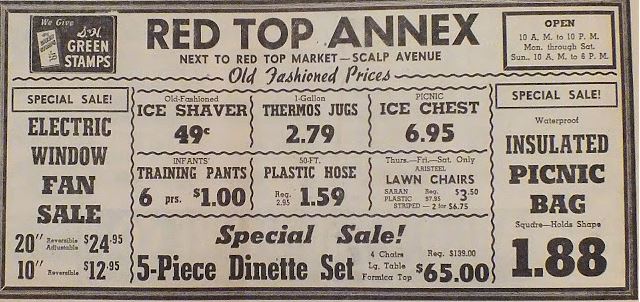 We Give
S&H
GREEN
STAMPS
RED TOP ANNEX
NEXT TO RED TOP MARKET—SCALP AVENUE
Old Fashioned Prices
OPEN
10 A. M. to 10 P. M.
Mon. through Sat.
Sun., 10 A. M. to 6 P. M.
SPECIAL SALE!
ELECTRIC
WINDOW
FAN
SALE
20" Reversible Adjustable $24.95
10" Reversible $12.95
Old-Fashioned
ICE SHAVER
49c
1-Gallon
THERMOS JUGS
2.79
PICNIC
ICE CHEST
6.95
INFANTS'
TRAINING PANTS
6 prs. $1.00
50-FT.
PLASTIC HOSE
Reg. 2.95 1.59
Thurs.—Fri.—Sat. Only
ARISTEEL
LAWN CHAIRS
SARAN Reg. $3.50
PLASTIC $7.95
STRIPED — 2 for $6.75
Special Sale!
5-Piece Dinette Set
4 Chairs Reg. $139.00
Lg. Table
Formica Top $65.00
SPECIAL SALE!
Waterproof
INSULATED
PICNIC
BAG
Square—Holds Shape
1.88